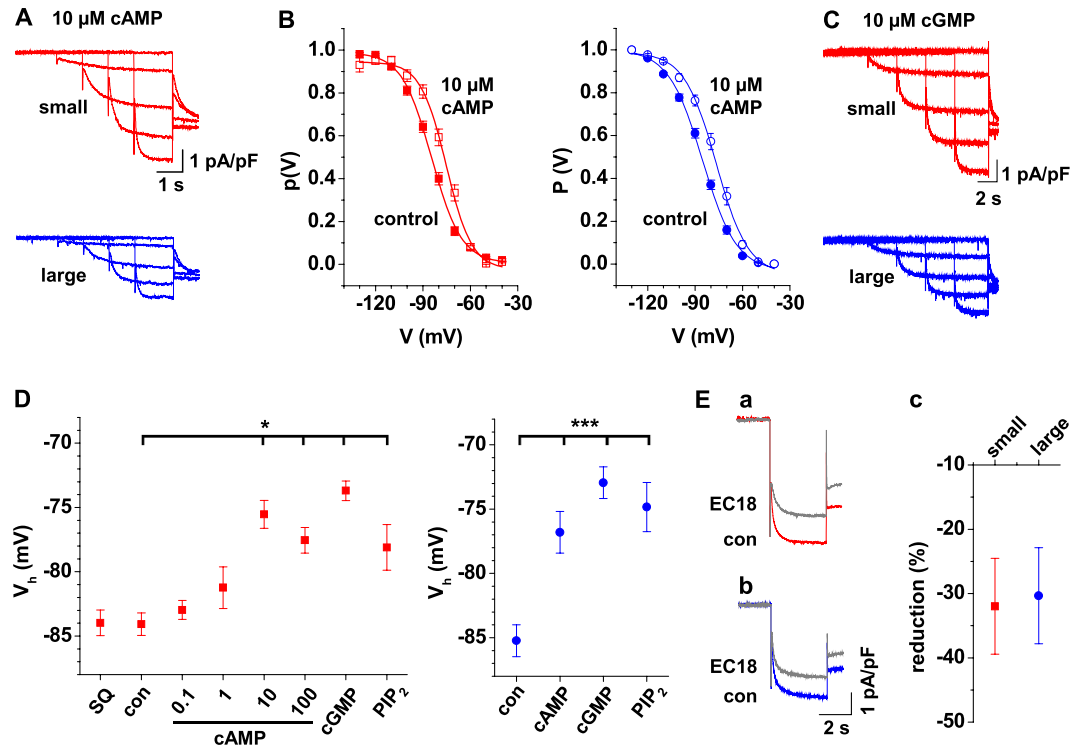 A
10 µM cAMP
small
1 pA/pF
1 s
large
B
1.0
0.8
0.6
0.4
0.2
0.0
p(V)
10 µM
cAMP
control
-120
-90
-60
-30
V (mV)
1.0
0.8
0.6
0.4
0.2
0.0
P (V)
10 µM
cAMP
control
-120
-90
-60
-30
V (mV)
C
10 µM cGMP
small
1 pA/pF
2 s
large
D
-70
-75
-80
-85
Vh (mV)
*
SQ
con
0.1
1
10
100
cGMP
PIP2
cAMP
-70
-75
-80
-85
Vh (mV)
***
con
cAMP
cGMP
PIP2
E
a
EC18
con
b
EC18
con
1 pA/pF
2 s
c
small
large
-10
-20
-30
-40
-50
reduction (%)